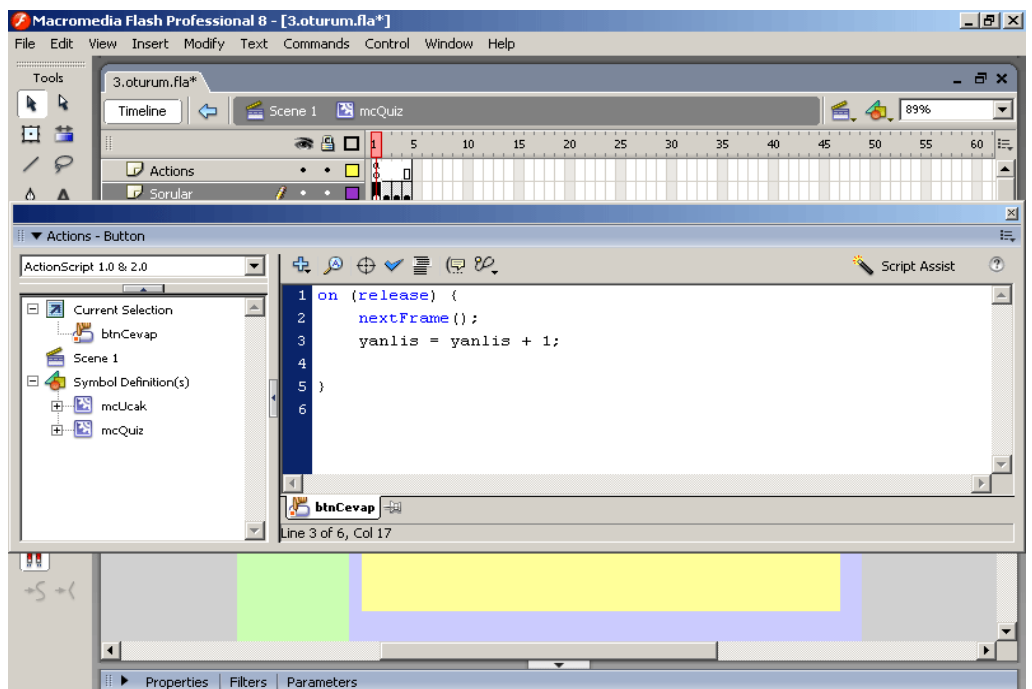 Macromedia Flash Professional 8 - [3.oturum.fla*]
File Edit View Insert Modify Text Commands Control Window Help
Tools
3.oturum.fla*
Timeline Scene 1 mcQuiz 89%
1 5 10 15 20 25 30 35 40 45 50 55 60
Actions
Sorular
Actions - Button
ActionScript 1.0 & 2.0
Script Assist
Current Selection
btnCevap
Scene 1
Symbol Definition(s)
mcUcak
mcQuiz
1 on (release) {
2 nextFrame();
3 yanlis = yanlis + 1;
4
5 }
6
btnCevap
Line 3 of 6, Col 17
Properties Filters Parameters